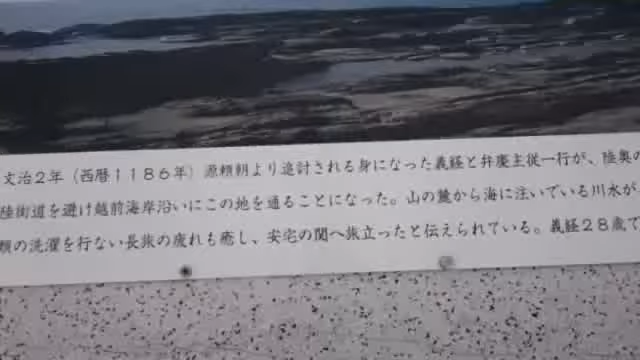 文治２年（西暦１１８６年）源頼朝より追討される身になった義経と弁慶主従一行が、陸奥の
陸街道を避け越前海岸沿いにこの地を通ることになった。山の麓から海に注いでいる川水が
類の洗濯を行ない長旅の疲れも癒し、安宅の関へ旅立ったと伝えられている。義経２８歳で